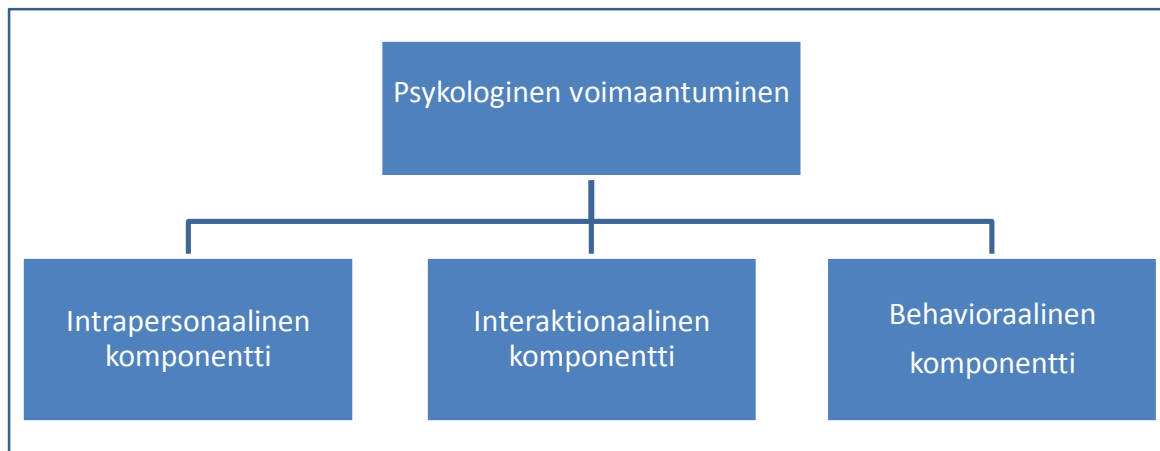 Psykologinen voimaantuminen
Intrapersonaalinen
komponentti
Interaktionaalinen
komponentti
Behavioraalinen
komponentti